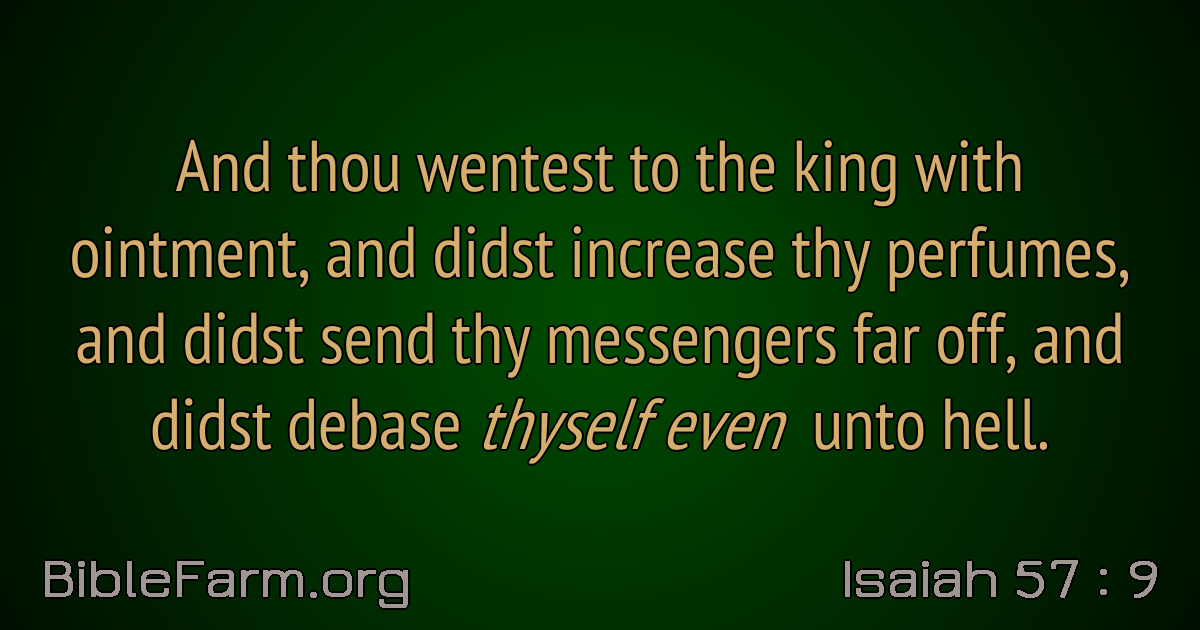 And thou wentest to the king with
ointment, and didst increase thy perfumes,
and didst send thy messengers far off, and
didst debase thyself even unto hell.
BibleFarm.org
Isaiah 57 : 9